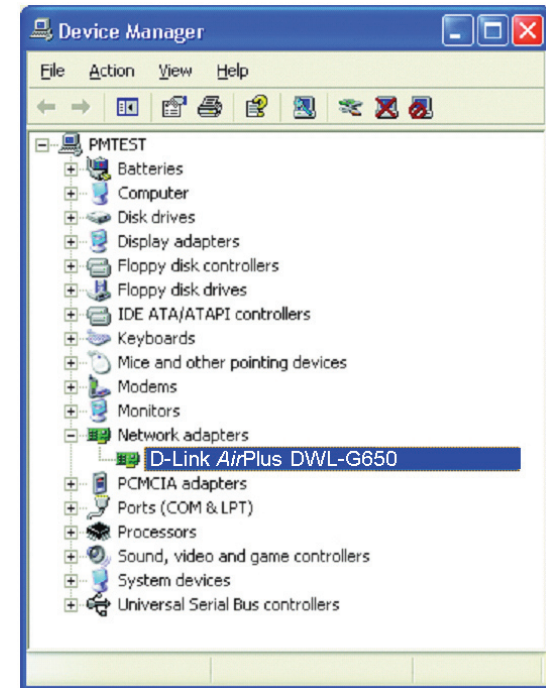 Device Manager
File Action View Help
PMTEST
Batteries
Computer
Disk drives
Display adapters
Floppy disk controllers
Floppy disk drives
IDE ATA/ATAPI controllers
Keyboards
Mice and other pointing devices
Modems
Monitors
Network adapters
D-Link AirPlus DWL-G650
PCMCIA adapters
Ports (COM & LPT)
Processors
Sound, video and game controllers
System devices
Universal Serial Bus controllers